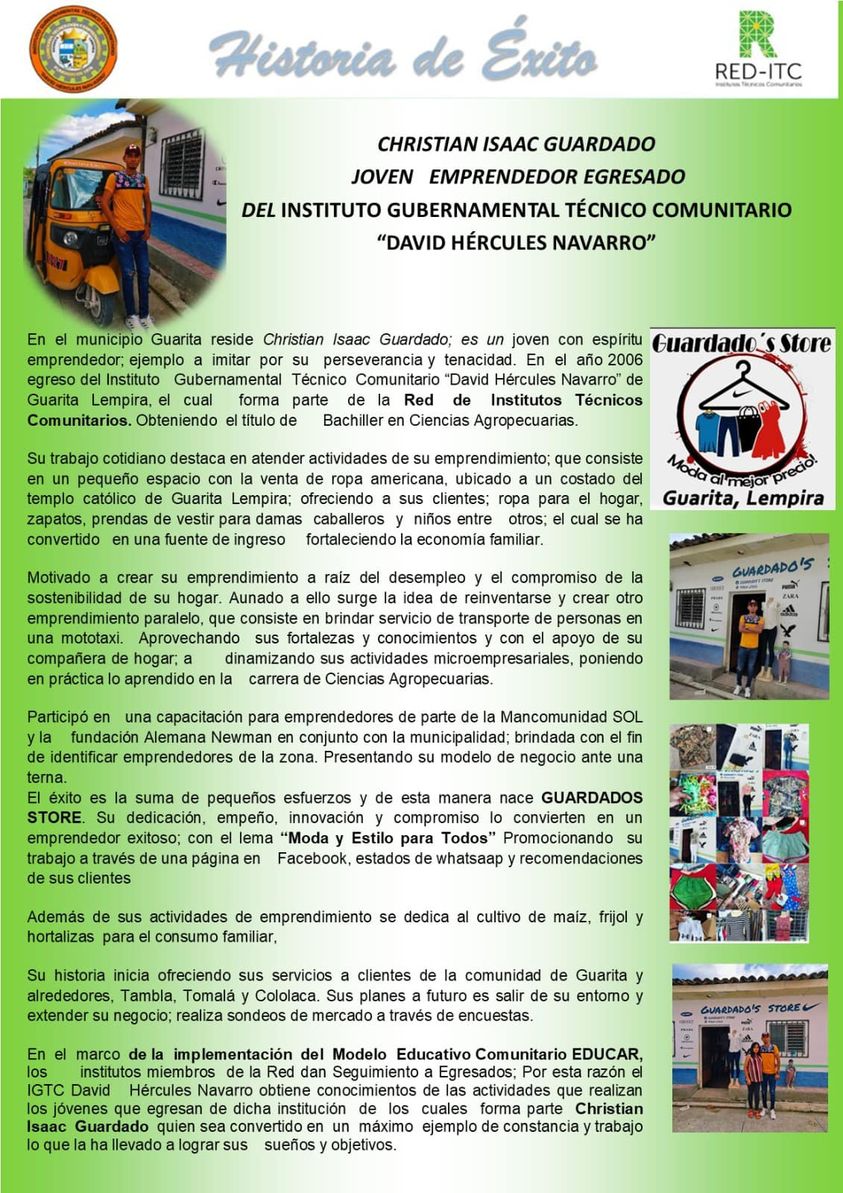 Historia de Éxito
RED-ITC
Institutos Técnicos Comunitarios
CHRISTIAN ISAAC GUARDADO
JOVEN EMPRENDEDOR EGRESADO
DEL INSTITUTO GUBERNAMENTAL TÉCNICO COMUNITARIO
“DAVID HÉRCULES NAVARRO”
En el municipio Guarita reside Christian Isaac Guardado; es un joven con espíritu
emprendedor; ejemplo a imitar por su perseverancia y tenacidad. En el año 2006
egreso del Instituto Gubernamental Técnico Comunitario “David Hércules Navarro” de
Guarita Lempira, el cual forma parte de la Red de Institutos Técnicos
Comunitarios. Obteniendo el título de Bachiller en Ciencias Agropecuarias.
Su trabajo cotidiano destaca en atender actividades de su emprendimiento; que consiste
en un pequeño espacio con la venta de ropa americana, ubicado a un costado del
templo católico de Guarita Lempira; ofreciendo a sus clientes; ropa para el hogar,
zapatos, prendas de vestir para damas caballeros y niños entre otros; el cual se ha
convertido en una fuente de ingreso fortaleciendo la economía familiar.
Motivado a crear su emprendimiento a raíz del desempleo y el compromiso de la
sostenibilidad de su hogar. Aunado a ello surge la idea de reinventarse y crear otro
emprendimiento paralelo, que consiste en brindar servicio de transporte de personas en
una mototaxi. Aprovechando sus fortalezas y conocimientos y con el apoyo de su
compañera de hogar; a dinamizando sus actividades microempresariales, poniendo
en práctica lo aprendido en la carrera de Ciencias Agropecuarias.
Participó en una capacitación para emprendedores de parte de la Mancomunidad SOL
y la fundación Alemana Newman en conjunto con la municipalidad; brindada con el fin
de identificar emprendedores de la zona. Presentando su modelo de negocio ante una
terna.
El éxito es la suma de pequeños esfuerzos y de esta manera nace GUARDADOS
STORE. Su dedicación, empeño, innovación y compromiso lo convierten en un
emprendedor exitoso; con el lema “Moda y Estilo para Todos” Promocionando su
trabajo a través de una página en Facebook, estados de whatsaap y recomendaciones
de sus clientes
Además de sus actividades de emprendimiento se dedica al cultivo de maíz, frijol y
hortalizas para el consumo familiar,
Su historia inicia ofreciendo sus servicios a clientes de la comunidad de Guarita y
alrededores, Tambla, Tomalá y Cololaca. Sus planes a futuro es salir de su entorno y
extender su negocio; realiza sondeos de mercado a través de encuestas.
En el marco de la implementación del Modelo Educativo Comunitario EDUCAR,
los institutos miembros de la Red dan Seguimiento a Egresados; Por esta razón el
IGTC David Hércules Navarro obtiene conocimientos de las actividades que realizan
los jóvenes que egresan de dicha institución de los cuales forma parte Christian
Isaac Guardado quien sea convertido en un máximo ejemplo de constancia y trabajo
lo que la ha llevado a lograr sus sueños y objetivos.
Guardado´s Store
Moda al mejor precio!
Guarita, Lempira
GUARDADO'S
PUMA
ZARA
adidas
GUARDADO'S STORE
ZARA